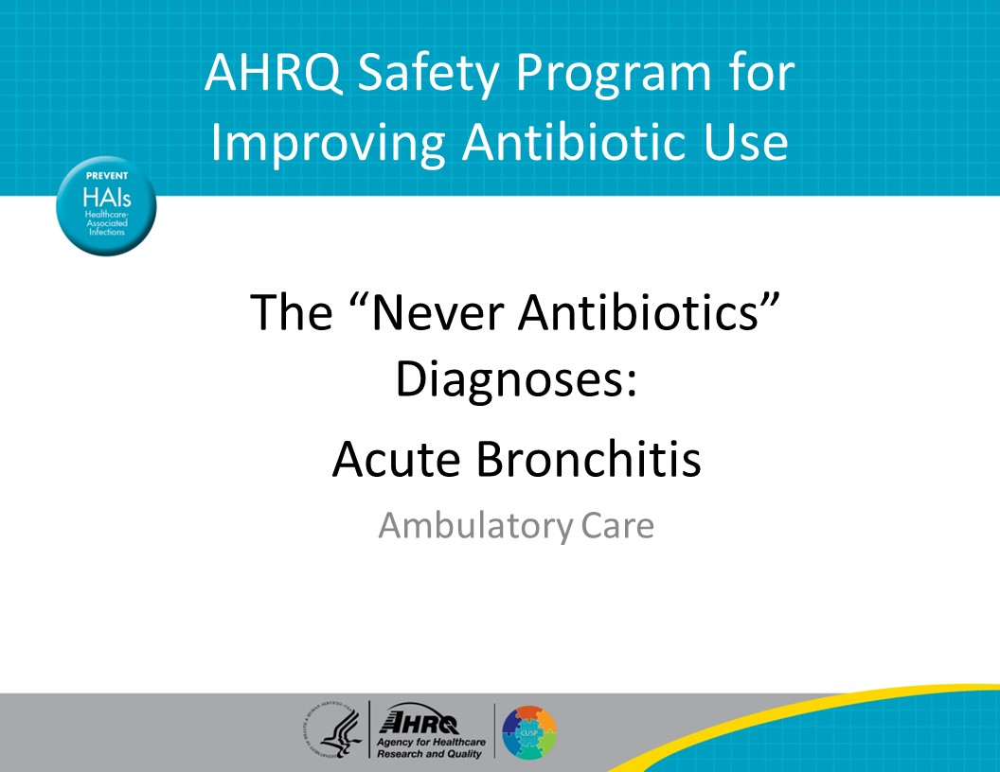 AHRQ Safety Program for
Improving Antibiotic Use
PREVENT
HAIs
Healthcare-
Associated
Infections
The “Never Antibiotics”
Diagnoses:
Acute Bronchitis
Ambulatory Care
AHRQ
Agency for Healthcare
Research and Quality
CUSP